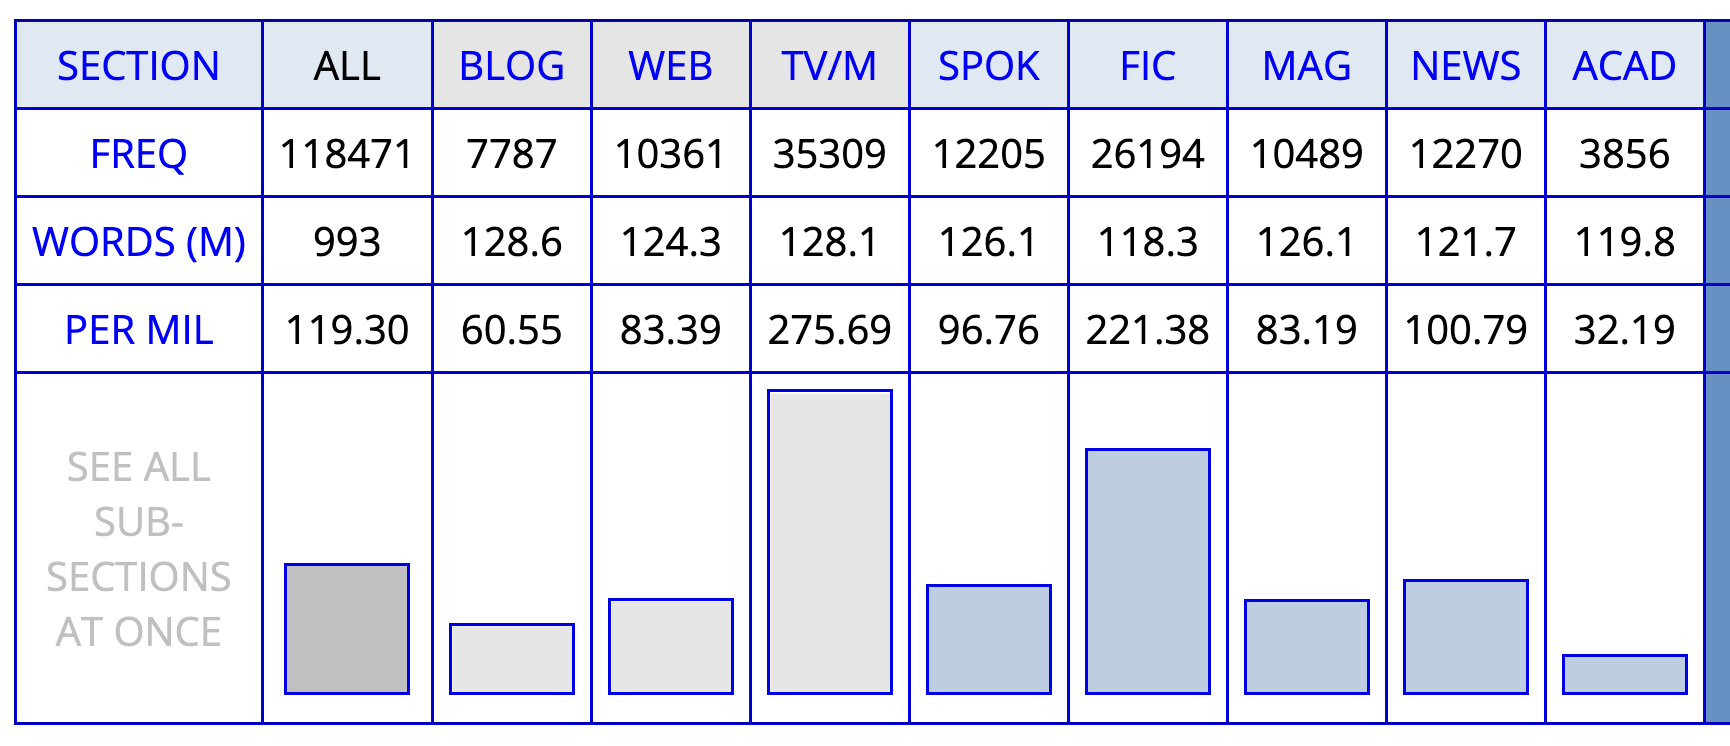 SECTION ALL BLOG WEB TV/M SPOK FIC MAG NEWS ACAD
FREQ 118471 7787 10361 35309 12205 26194 10489 12270 3856
WORDS (M) 993 128.6 124.3 128.1 126.1 118.3 126.1 121.7 119.8
PER MIL 119.30 60.55 83.39 275.69 96.76 221.38 83.19 100.79 32.19
SEE ALL
SUB-
SECTIONS
AT ONCE